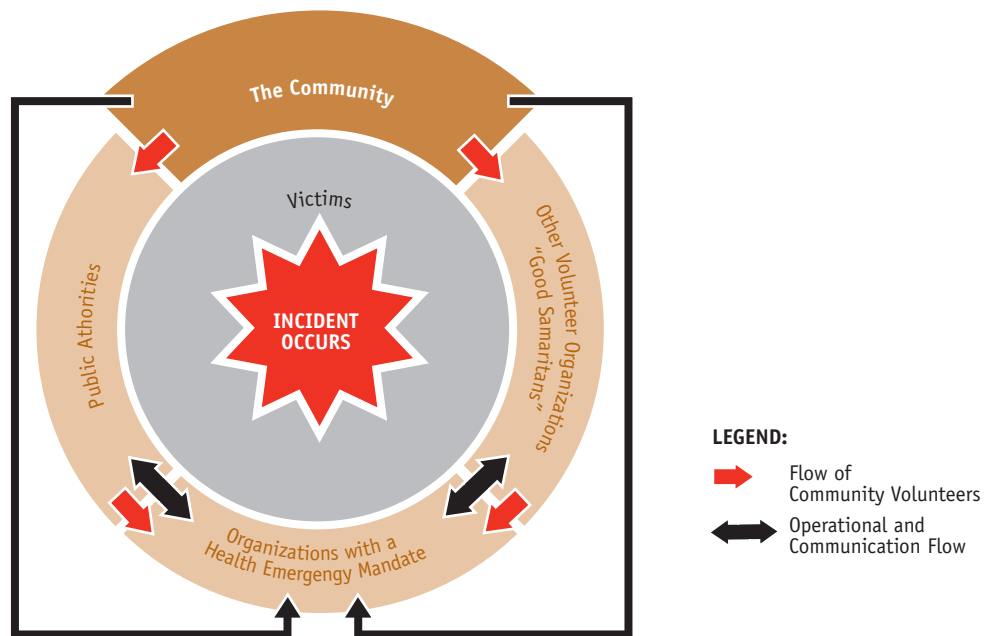 The Community
Victims
INCIDENT
OCCURS
Public Athorities
Other Volunteer Organizations
“Good Samaritans”
Organizations with a
Health Emergengy Mandate
LEGEND:
Flow of
Community Volunteers
Operational and
Communication Flow